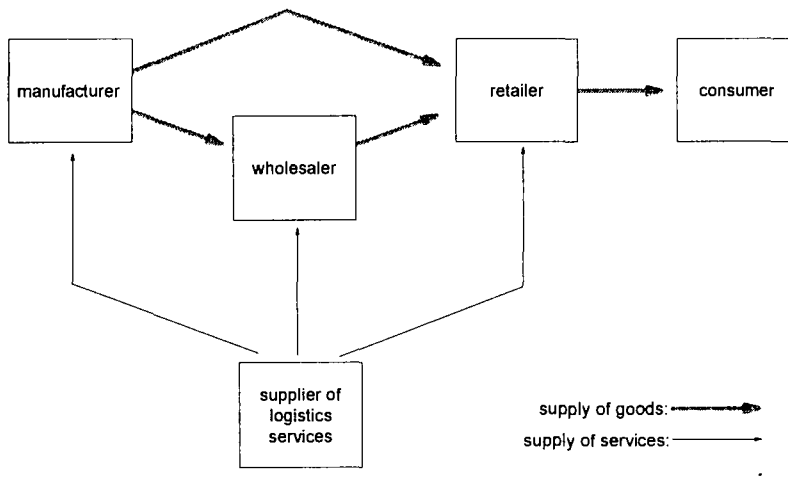 manufacturer
retailer
consumer
wholesaler
supplier of
logistics
services
supply of goods:
supply of services: